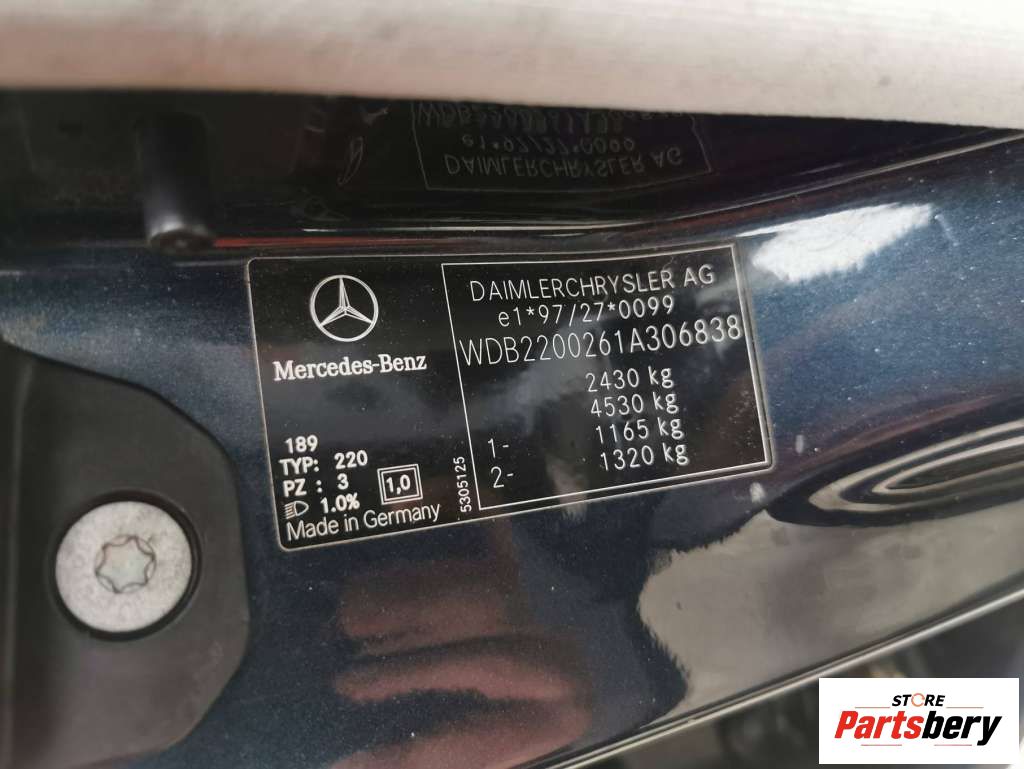 Mercedes-Benz
189
TYP: 220
PZ : 3
1.0%
1,0
Made in Germany
5305125
DAIMLERCHRYSLER AG
e1*97/27*0099
WDB2200261A306838
2430 kg
4530 kg
1- 1165 kg
2- 1320 kg
STORE
Partsbery